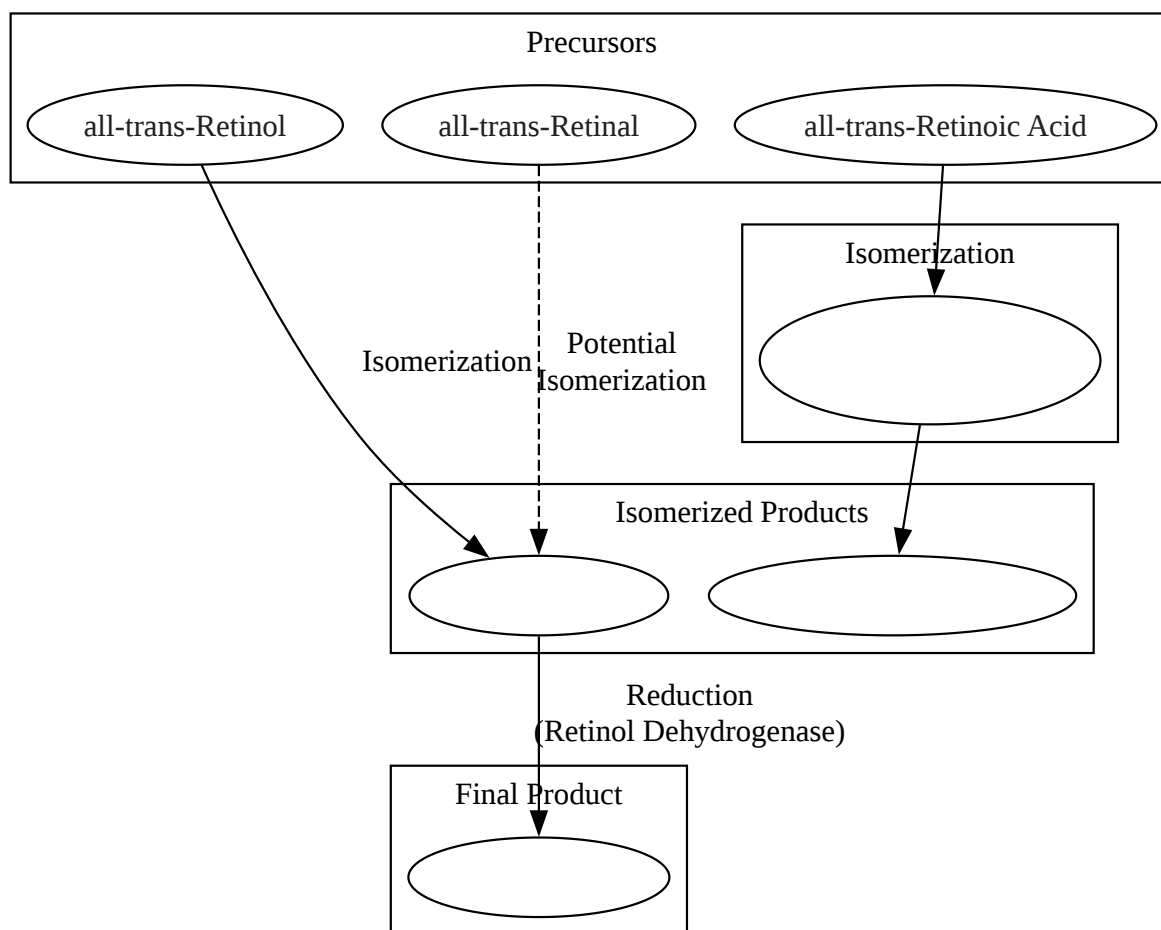 Precursors
all-trans-Retinol
all-trans-Retinal
all-trans-Retinoic Acid
Isomerization
Isomerization
Potential
Isomerization
Isomerized Products
Reduction
(Retinol Dehydrogenase)
Final Product